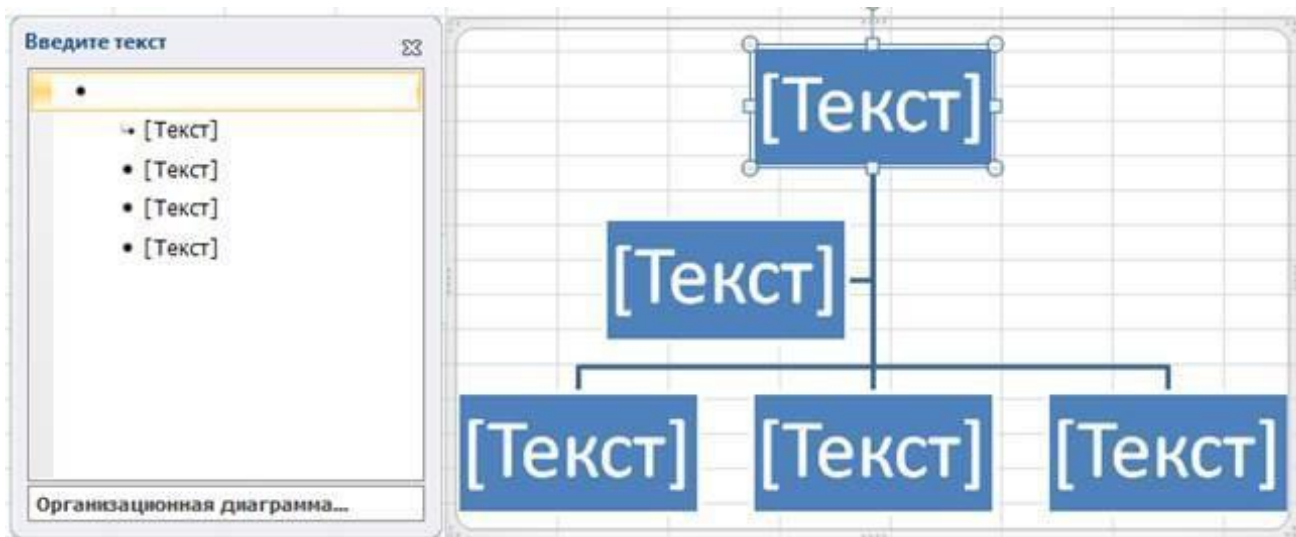 Введите текст
[Текст]
[Текст]
[Текст]
[Текст]
Организационная диаграмма...
[Текст]
[Текст]
[Текст] [Текст] [Текст]